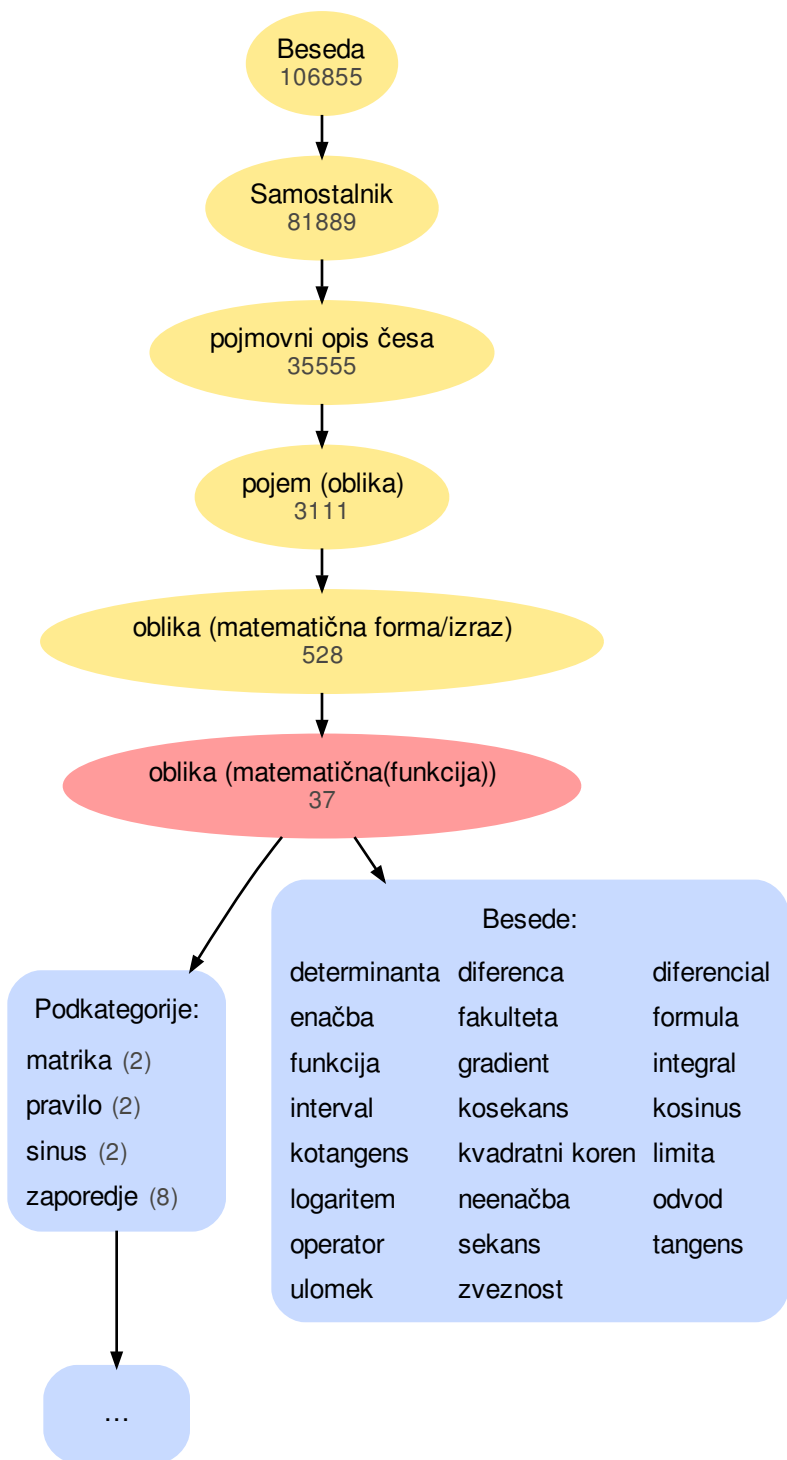 Beseda
106855
Samostalnik
81889
pojmovni opis česa
35555
pojem (oblika)
3111
oblika (matematična forma/izraz)
528
oblika (matematična(funkcija))
37
Podkategorije:
matrika (2)
pravilo (2)
sinus (2)
zaporedje (8)
...
Besede:
determinanta diferenca diferencial
enačba fakulteta formula
funkcija gradient integral
interval kosekans kosinus
kotangens kvadratni koren limita
logaritem neenačba odvod
operator sekans tangens
ulomek zveznost